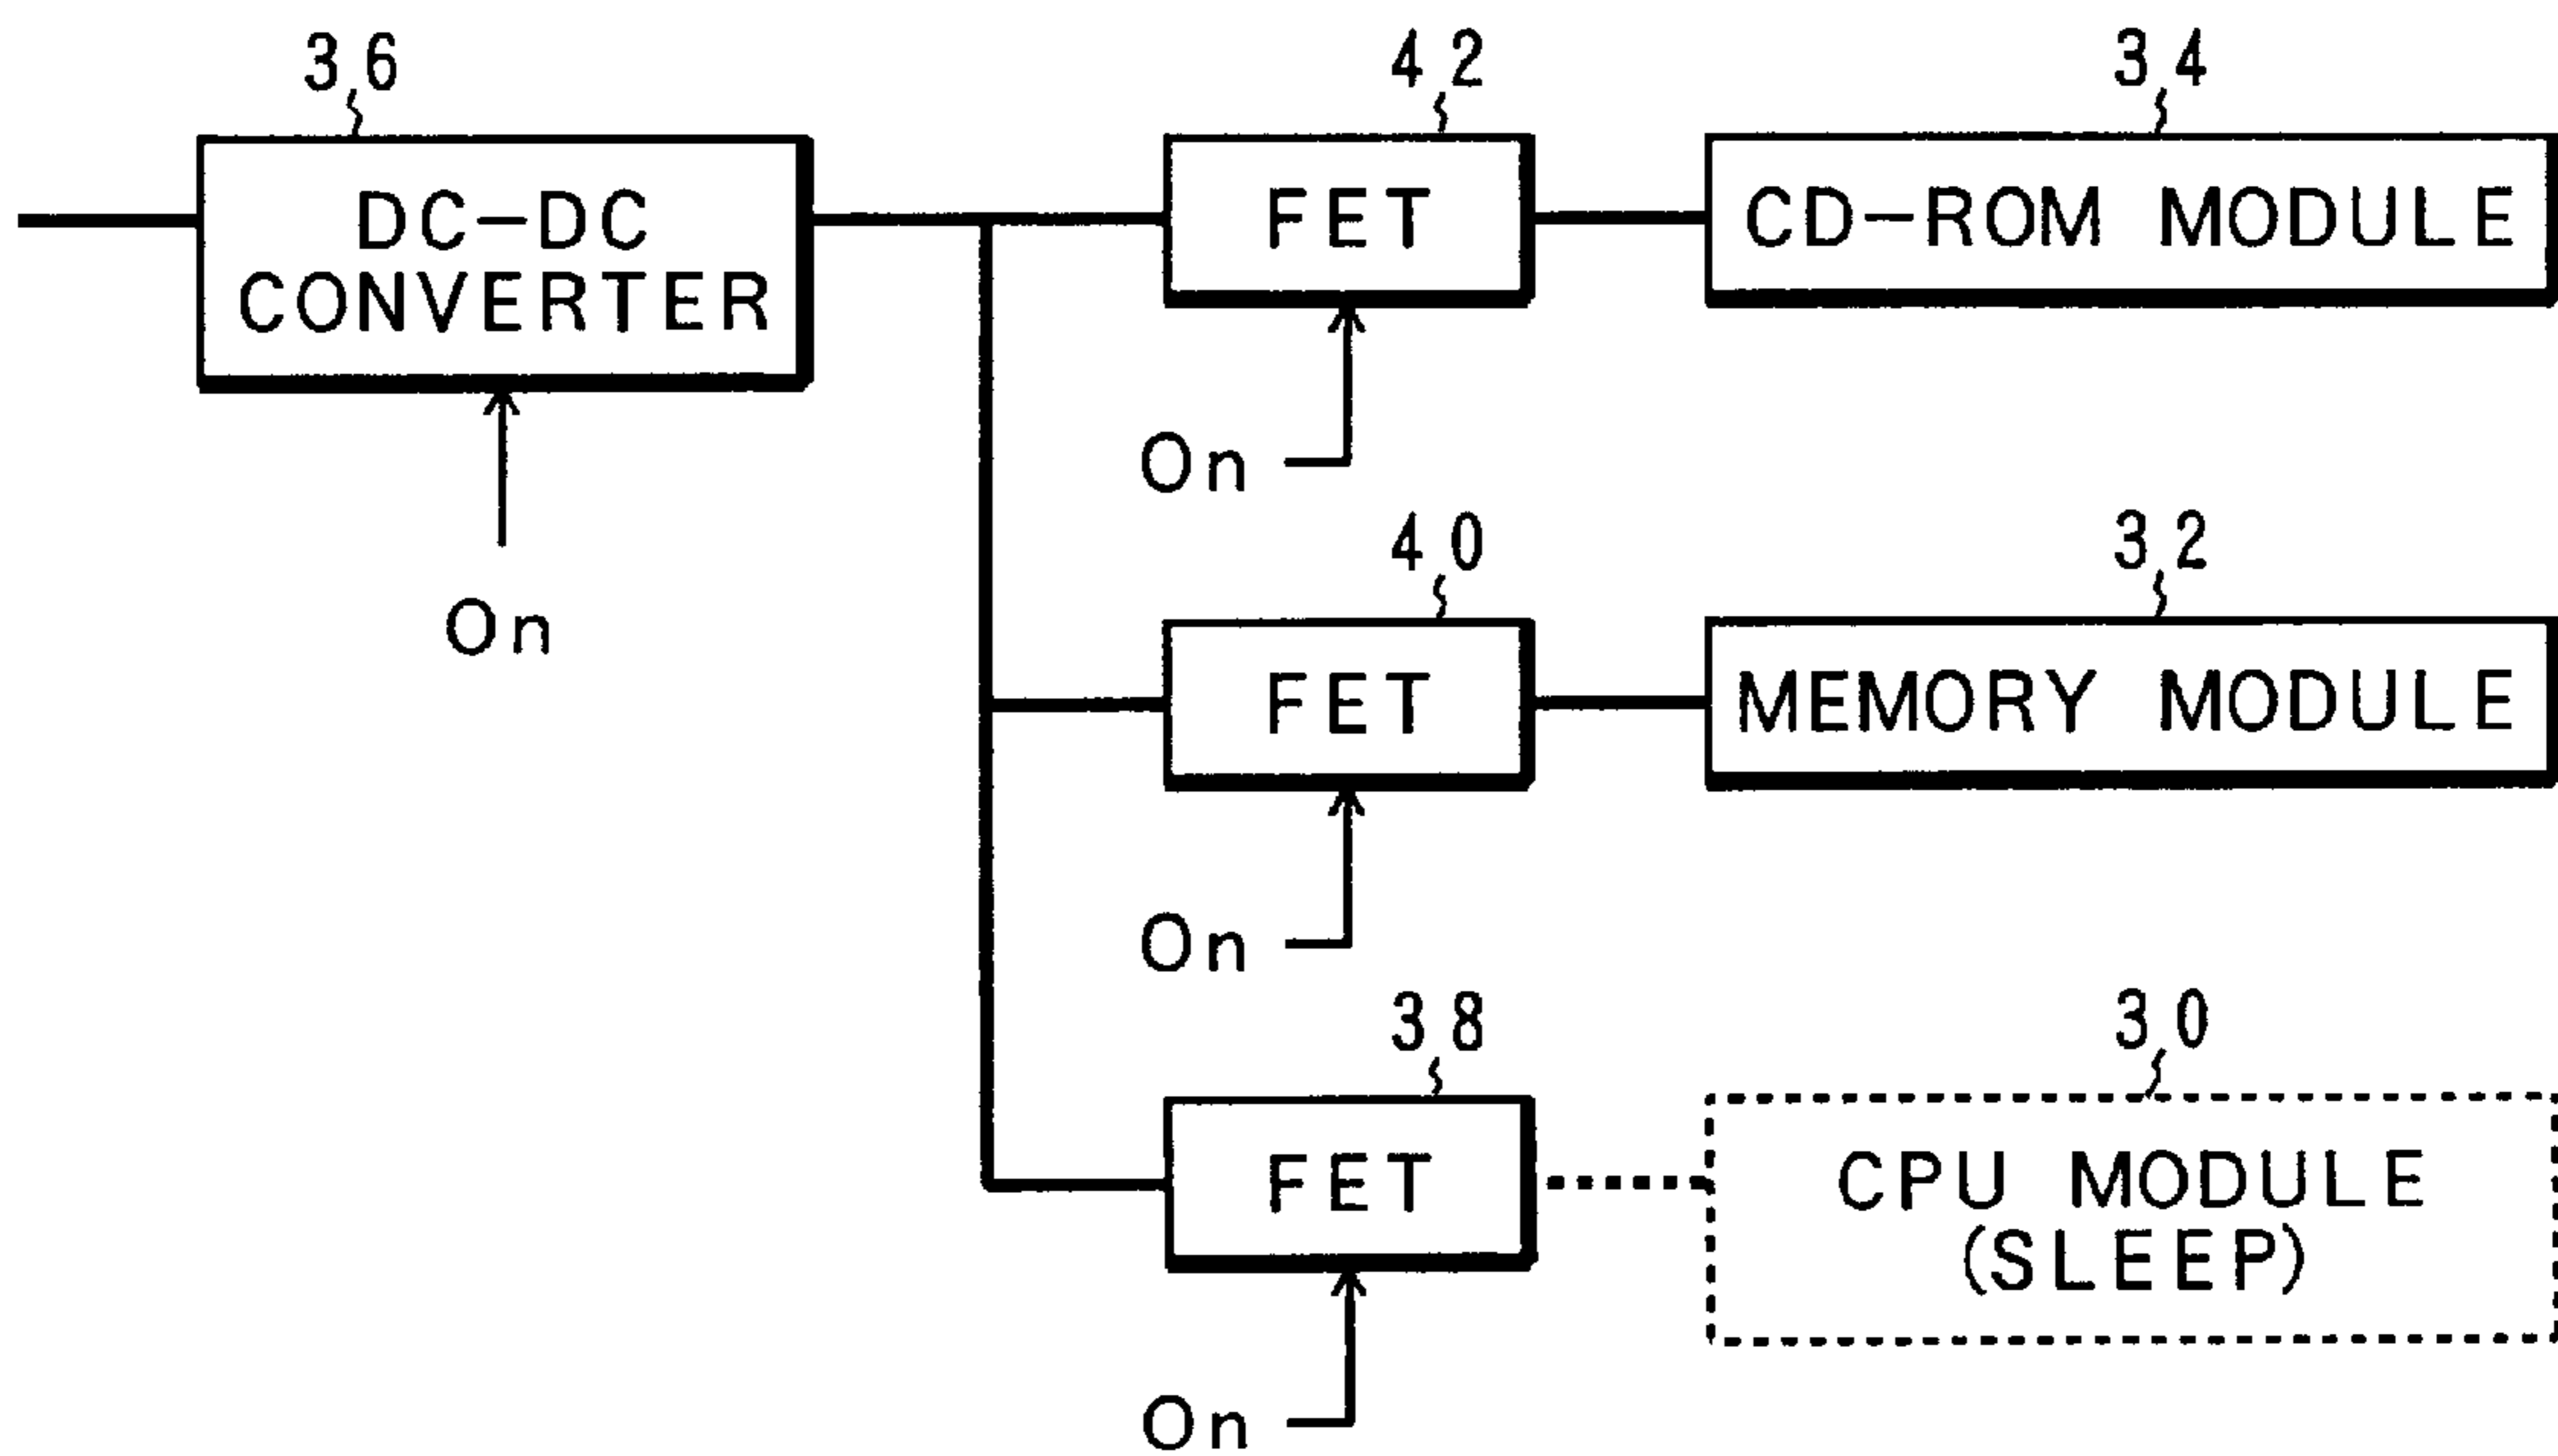 36
42
34
DC-DC
CONVERTER
FET
CD-ROM MODULE
On
On
40
32
FET
MEMORY MODULE
On
38
30
FET
CPU MODULE
(SLEEP)
On